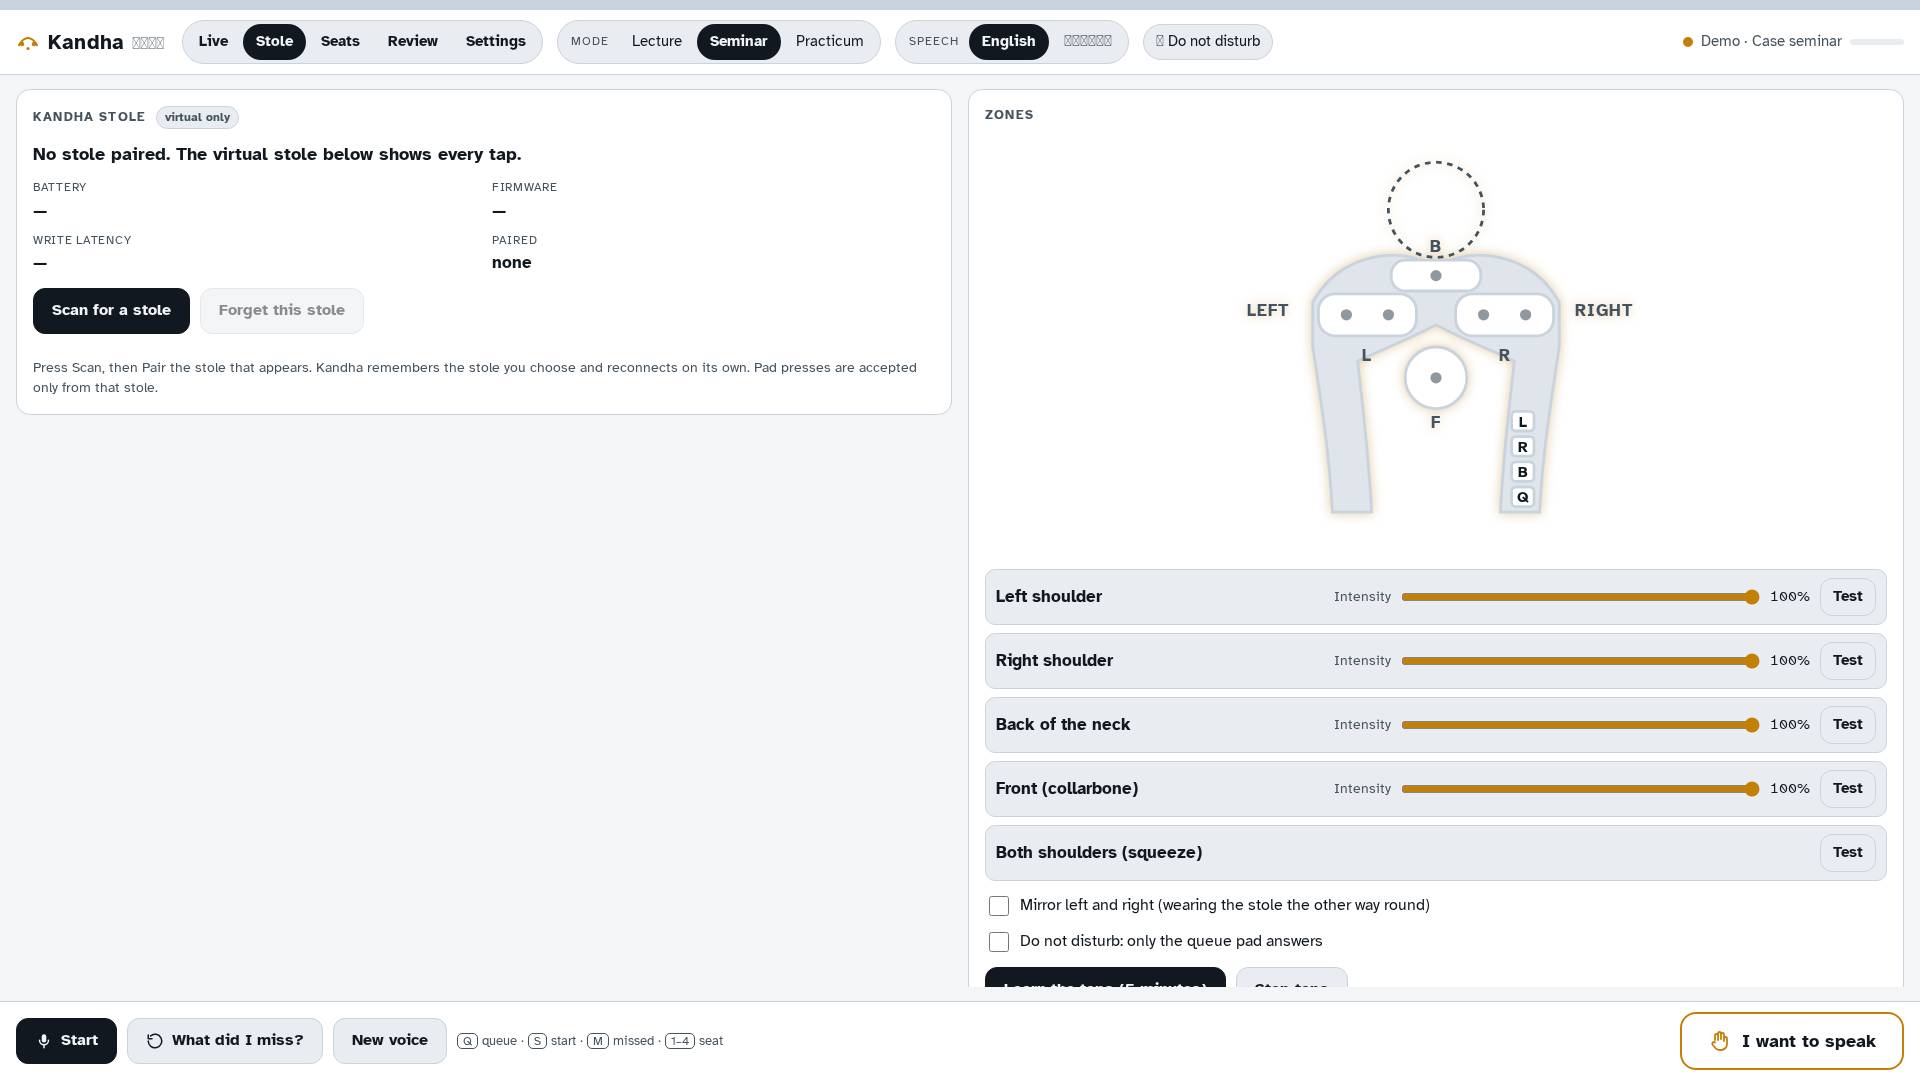 Kandha
Live Stole Seats Review Settings
MODE Lecture Seminar Practicum
SPEECH English
Do not disturb
Demo · Case seminar
KANDHA STOLE virtual only
No stole paired. The virtual stole below shows every tap.
BATTERY FIRMWARE
— —
WRITE LATENCY PAIRED
— none
Scan for a stole Forget this stole
Press Scan, then Pair the stole that appears. Kandha remembers the stole you choose and reconnects on its own. Pad presses are accepted
only from that stole.
ZONES
B
LEFT RIGHT
L R
F
L
R
B
Q
Left shoulder Intensity 100% Test
Right shoulder Intensity 100% Test
Back of the neck Intensity 100% Test
Front (collarbone) Intensity 100% Test
Both shoulders (squeeze) Test
Mirror left and right (wearing the stole the other way round)
Do not disturb: only the queue pad answers
Learn the taps (5 minutes) Stop taps
Start What did I miss? New voice Q queue · S start · M missed · 1–4 seat
I want to speak